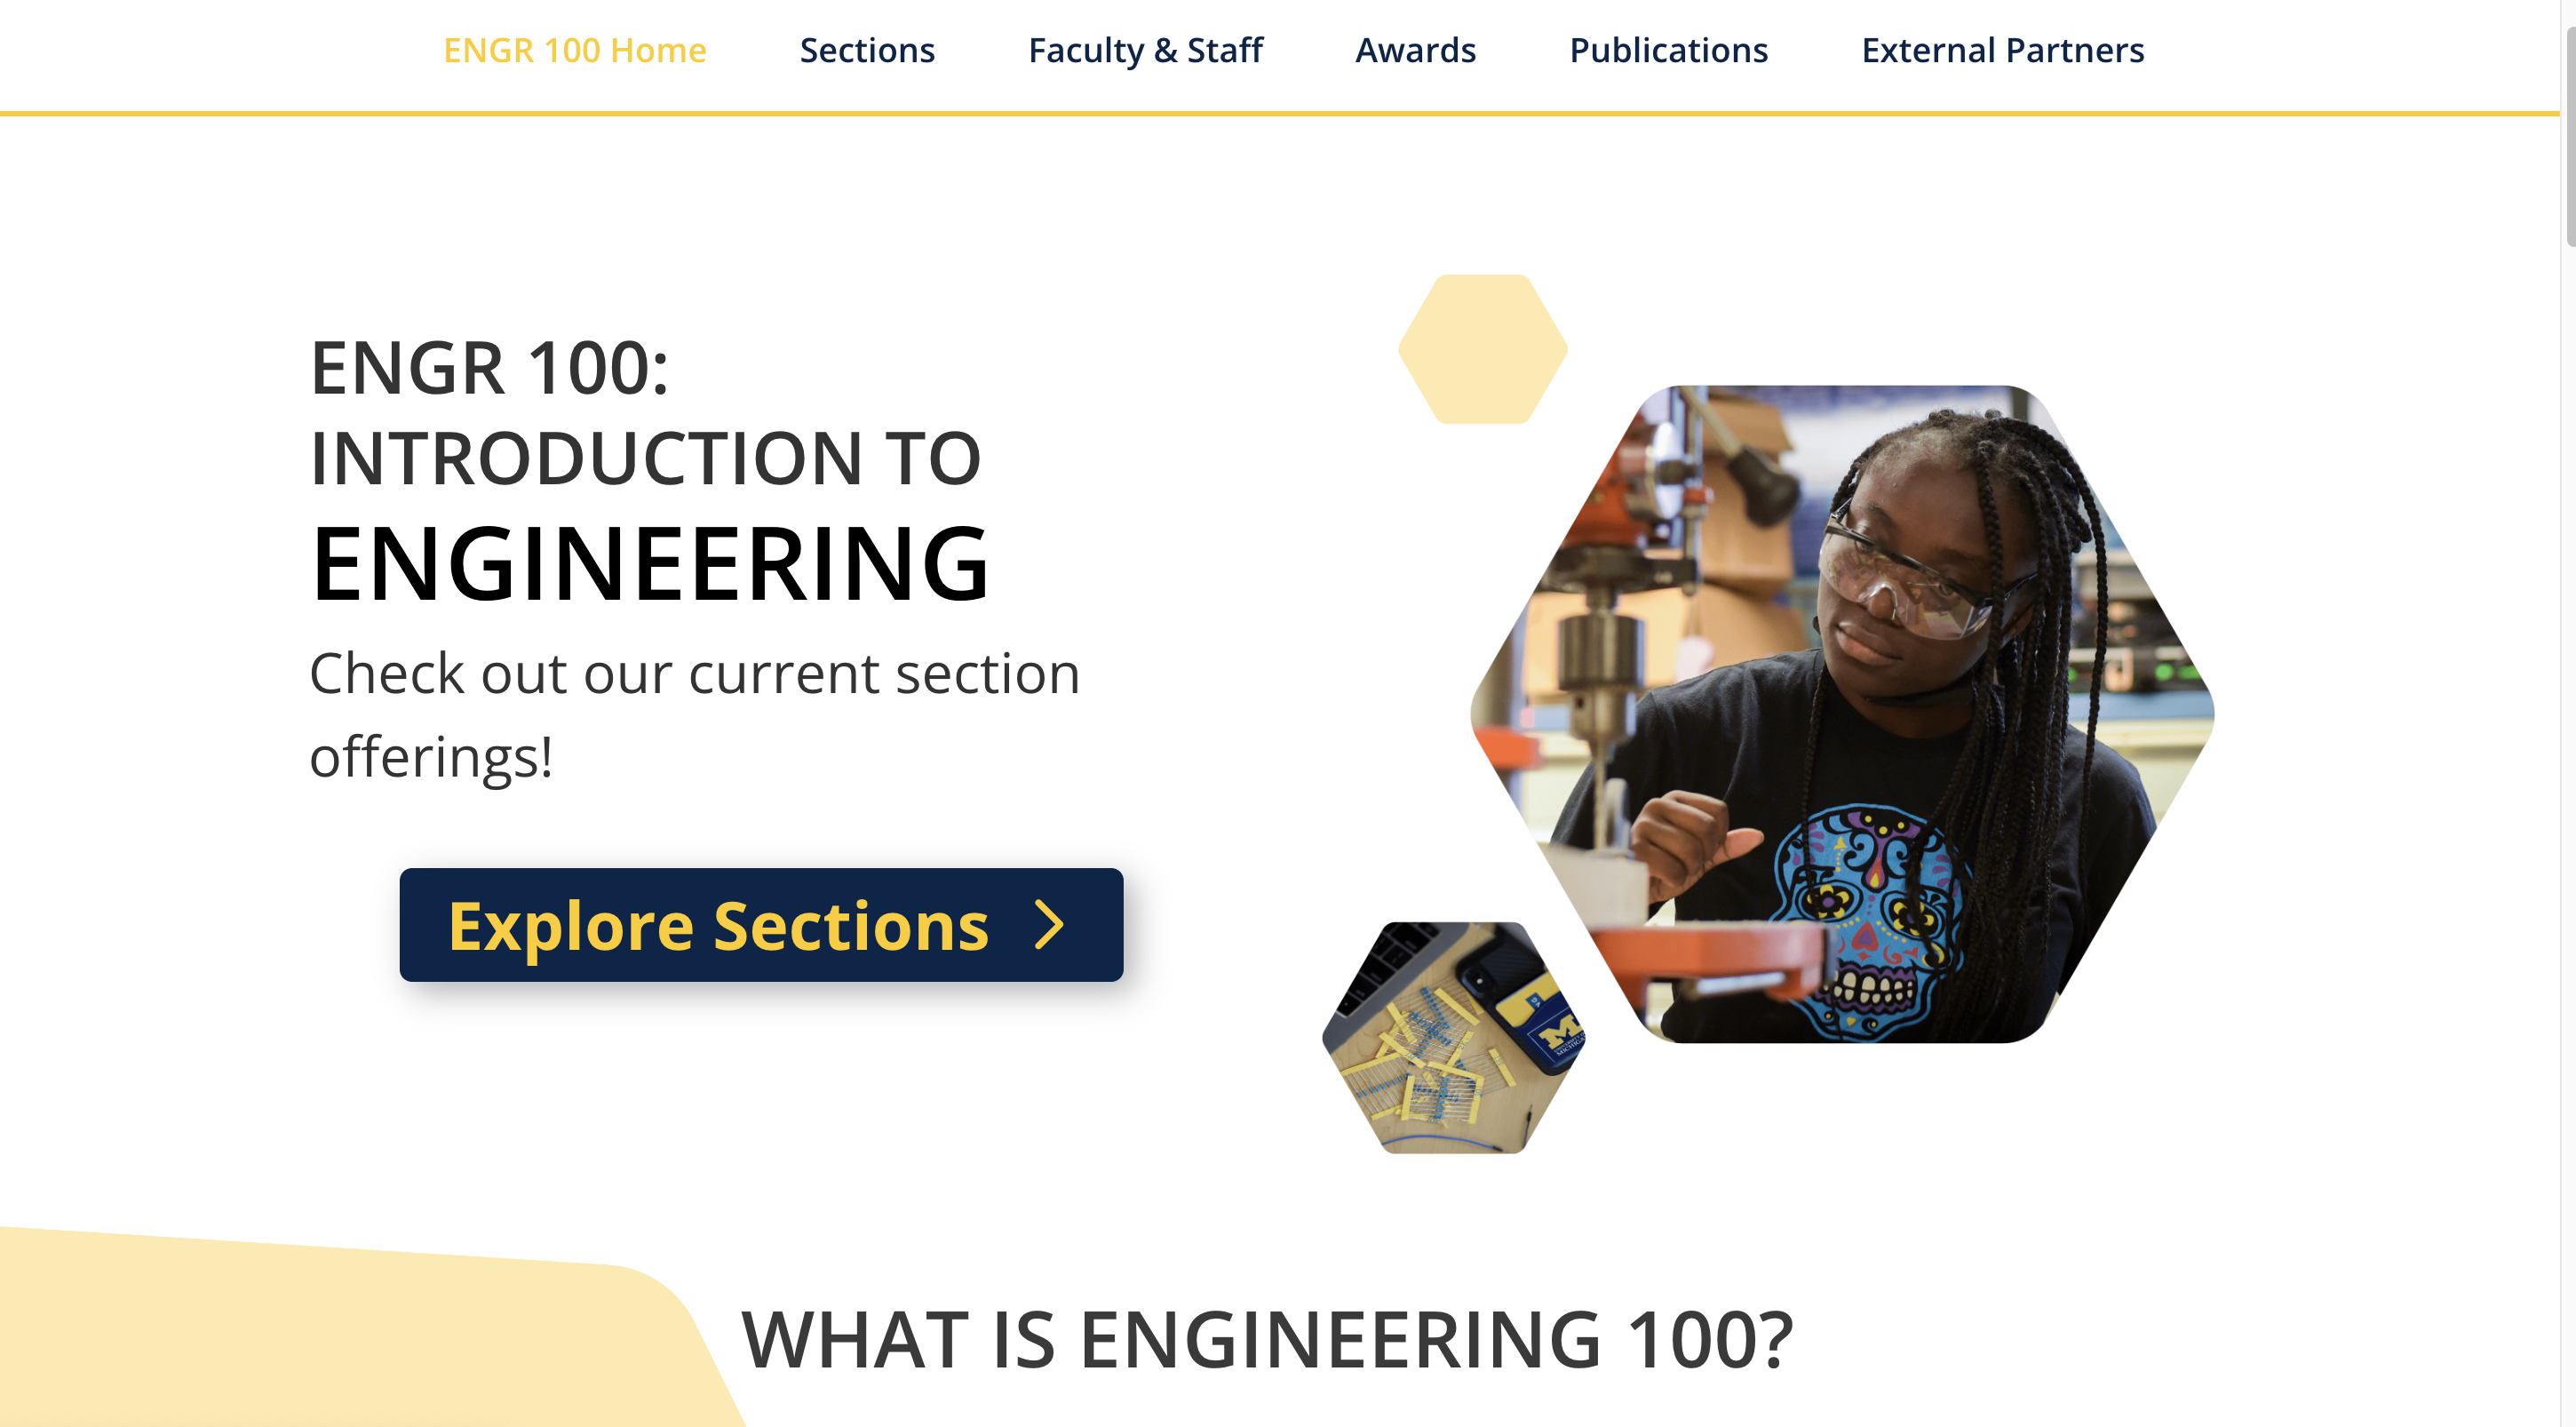 ENGR 100 Home Sections Faculty & Staff Awards Publications External Partners
ENGR 100:
INTRODUCTION TO
ENGINEERING
Check out our current section
offerings!
Explore Sections
M
WHAT IS ENGINEERING 100?